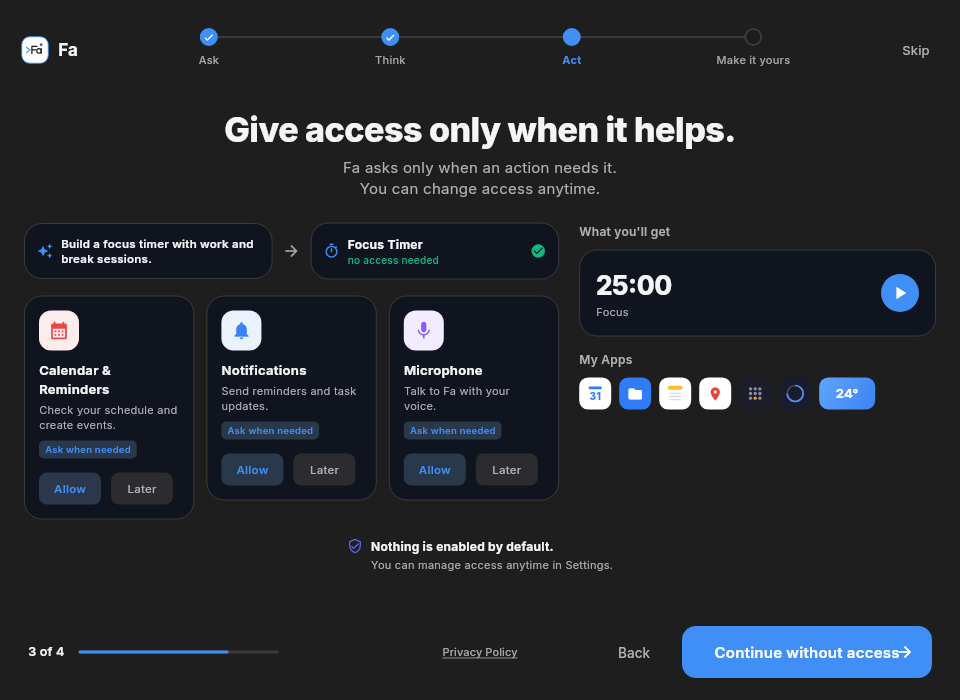 >Fa
Fa
Ask
Think
Act
Make it yours
Skip
Give access only when it helps.
Fa asks only when an action needs it.
You can change access anytime.
Build a focus timer with work and
break sessions.
Focus Timer
no access needed
What you'll get
25:00
Focus
Calendar &
Reminders
Check your schedule and
create events.
Ask when needed
Allow
Later
Notifications
Send reminders and task
updates.
Ask when needed
Allow
Later
Microphone
Talk to Fa with your
voice.
Ask when needed
Allow
Later
My Apps
31
24°
Nothing is enabled by default.
You can manage access anytime in Settings.
3 of 4
Privacy Policy
Back
Continue without access